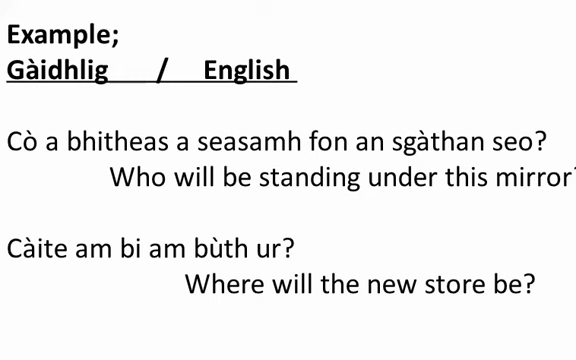 Example;
Gàidhlig / English
Cò a bhitheas a seasamh fon an sgàthan seo?
Who will be standing under this mirror?
Càite am bi am bùth ur?
Where will the new store be?